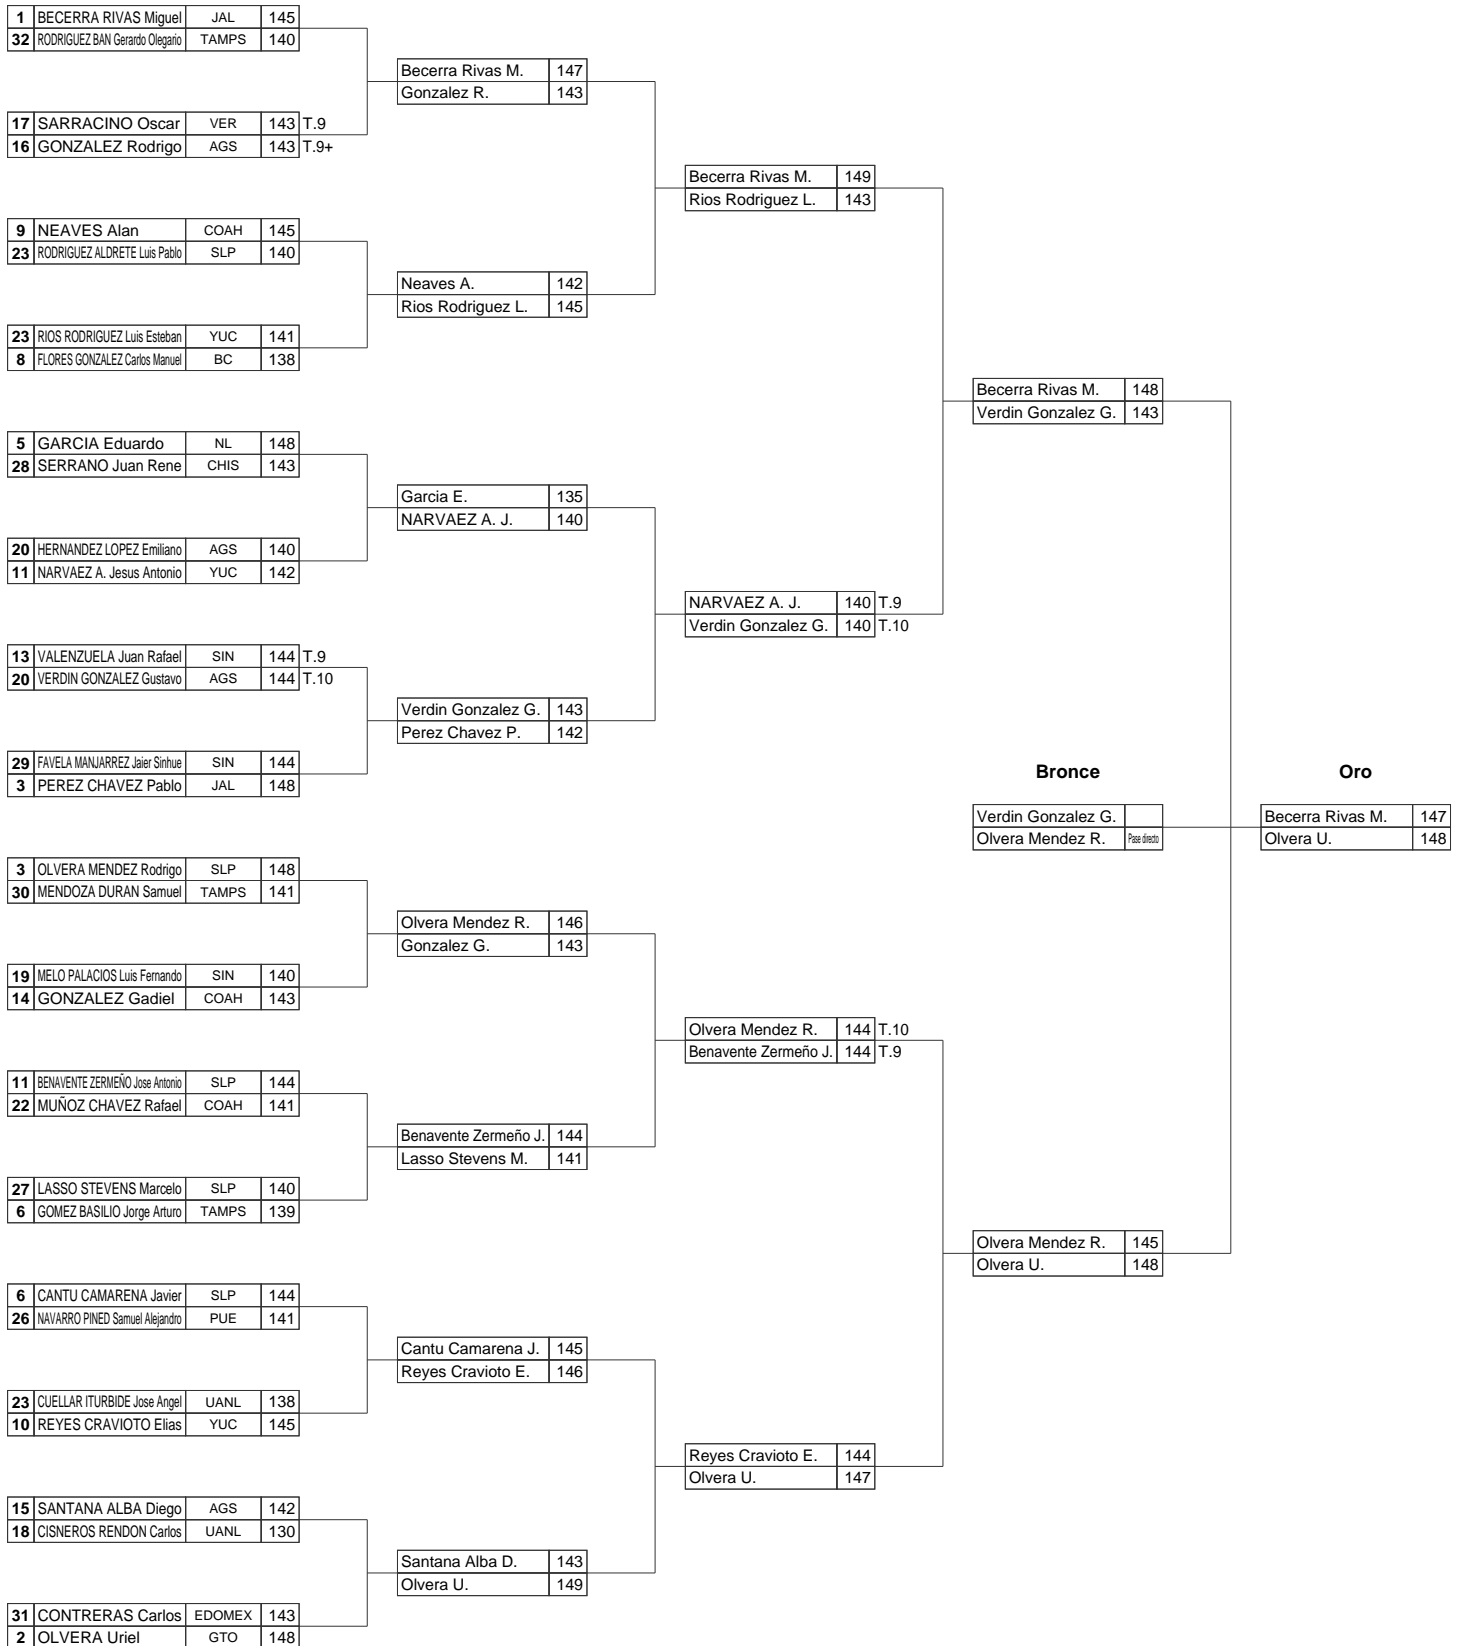 1 BECERRA RIVAS Miguel JAL 145
32 RODRIGUEZ BAN Gerardo Olegario TAMPS 140
Becerra Rivas M. 147
Gonzalez R. 143
17 SARRACINO Oscar VER 143 T.9
16 GONZALEZ Rodrigo AGS 143 T.9+
Becerra Rivas M. 149
Rios Rodriguez L. 143
9 NEAVES Alan COAH 145
23 RODRIGUEZ ALDRETE Luis Pablo SLP 140
Neaves A. 142
Rios Rodriguez L. 145
23 RIOS RODRIGUEZ Luis Esteban YUC 141
8 FLORES GONZALEZ Carlos Manuel BC 138
Becerra Rivas M. 148
Verdin Gonzalez G. 143
5 GARCIA Eduardo NL 148
28 SERRANO Juan Rene CHIS 143
Garcia E. 135
NARVAEZ A. J. 140
20 HERNANDEZ LOPEZ Emiliano AGS 140
11 NARVAEZ A. Jesus Antonio YUC 142
NARVAEZ A. J. 140 T.9
Verdin Gonzalez G. 140 T.10
13 VALENZUELA Juan Rafael SIN 144 T.9
20 VERDIN GONZALEZ Gustavo AGS 144 T.10
Verdin Gonzalez G. 143
Perez Chavez P. 142
29 FAVELA MANJARREZ Jaier Sinhue SIN 144
3 PEREZ CHAVEZ Pablo JAL 148
Bronce Oro
Verdin Gonzalez G. Becerra Rivas M. 147
Olvera Mendez R. Pase directo Olvera U. 148
3 OLVERA MENDEZ Rodrigo SLP 148
30 MENDOZA DURAN Samuel TAMPS 141
Olvera Mendez R. 146
Gonzalez G. 143
19 MELO PALACIOS Luis Fernando SIN 140
14 GONZALEZ Gadiel COAH 143
Olvera Mendez R. 144 T.10
Benavente Zermeño J. 144 T.9
11 BENAVENTE ZERMEÑO Jose Antonio SLP 144
22 MUÑOZ CHAVEZ Rafael COAH 141
Benavente Zermeño J. 144
Lasso Stevens M. 141
27 LASSO STEVENS Marcelo SLP 140
6 GOMEZ BASILIO Jorge Arturo TAMPS 139
Olvera Mendez R. 145
Olvera U. 148
6 CANTU CAMARENA Javier SLP 144
26 NAVARRO PINED Samuel Alejandro PUE 141
Cantu Camarena J. 145
Reyes Cravioto E. 146
23 CUELLAR ITURBIDE Jose Angel UANL 138
10 REYES CRAVIOTO Elias YUC 145
Reyes Cravioto E. 144
Olvera U. 147
15 SANTANA ALBA Diego AGS 142
18 CISNEROS RENDON Carlos UANL 130
Santana Alba D. 143
Olvera U. 149
31 CONTRERAS Carlos EDOMEX 143
2 OLVERA Uriel GTO 148